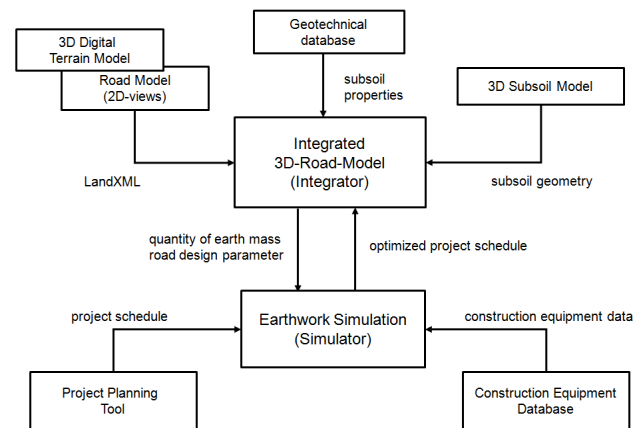 3D Digital
Terrain Model
Road Model
(2D-views)
Geotechnical
database
3D Subsoil Model
subsoil
properties
Integrated
3D-Road-Model
(Integrator)
LandXML
subsoil geometry
quantity of earth mass
road design parameter
optimized project schedule
project schedule
Earthwork Simulation
(Simulator)
construction equipment data
Project Planning
Tool
Construction Equipment
Database